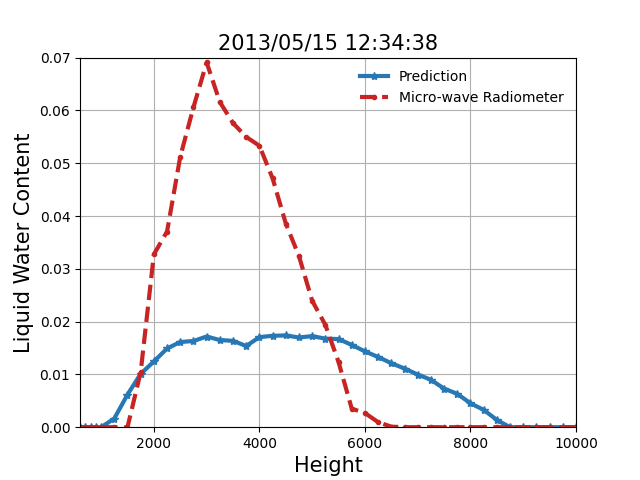 2013/05/15 12:34:38
0.07
0.06
0.05
0.04
0.03
0.02
0.01
0.00
Liquid Water Content
Prediction
Micro-wave Radiometer
2000 4000 6000 8000 10000
Height